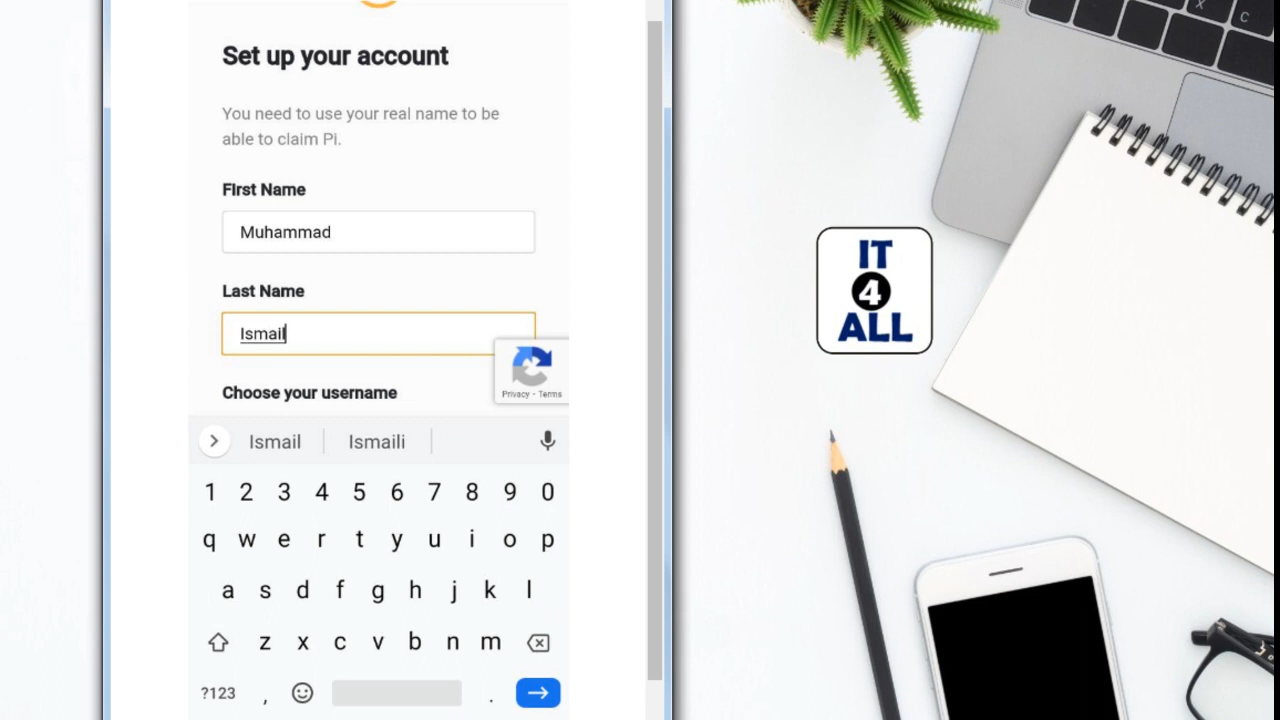 Set up your account
You need to use your real name to be
able to claim Pi.
First Name
Muhammad
Last Name
Ismail
Privacy - Terms
Choose your username
Ismail Ismaili
1 2 3 4 5 6 7 8 9 0
q w e r t y u i o p
a s d f g h j k l
z x c v b n m
?123 , .
IT
4
ALL
X C